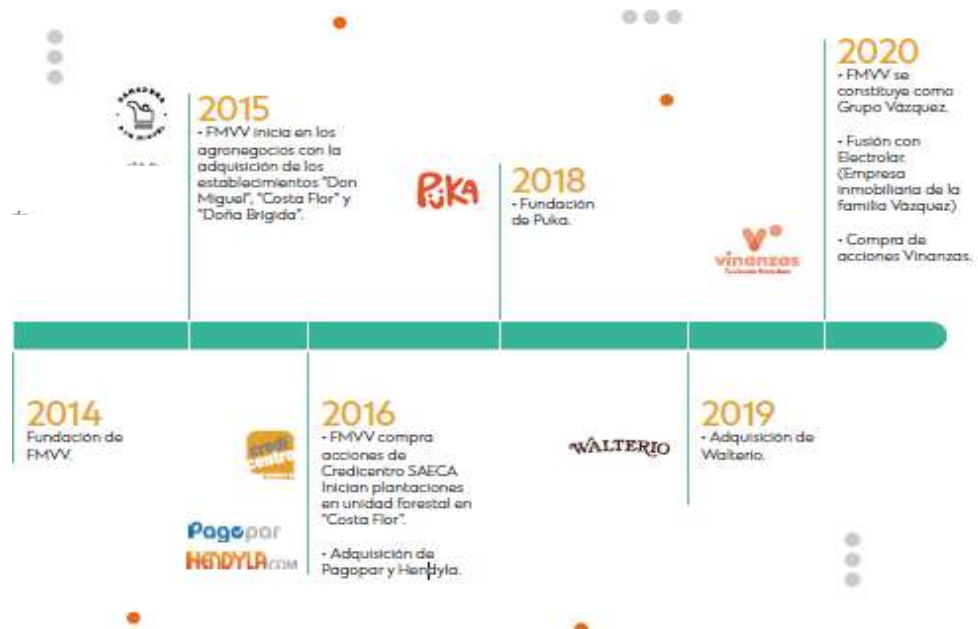 2015
- FMVV inicia en los
agronegocios con la
adquisición de los
establecimientos "Don
Miguel", "Costa Flor" y
"Doña Brigida".
PUKA
2018
- Fundación
de Puka.
vinanzas
2020
- FMVV se
constituye como
Grupo Vázquez.
- Fusión con
Electrolar.
(Empresa
inmobiliaria de la
familia Vázquez)
- Compra de
acciones Vinanzas.
2014
Fundación de
FMVV.
credi
centro
Pagopar
HENDYLA.COM
2016
- FMVV compra
acciones de
Credicentro SAECA
Inician plantaciones
en unidad forestal en
"Costa Flor".
- Adquisición de
Pagopar y Hendyla.
WALTERIO
2019
- Adquisición de
Walterio.